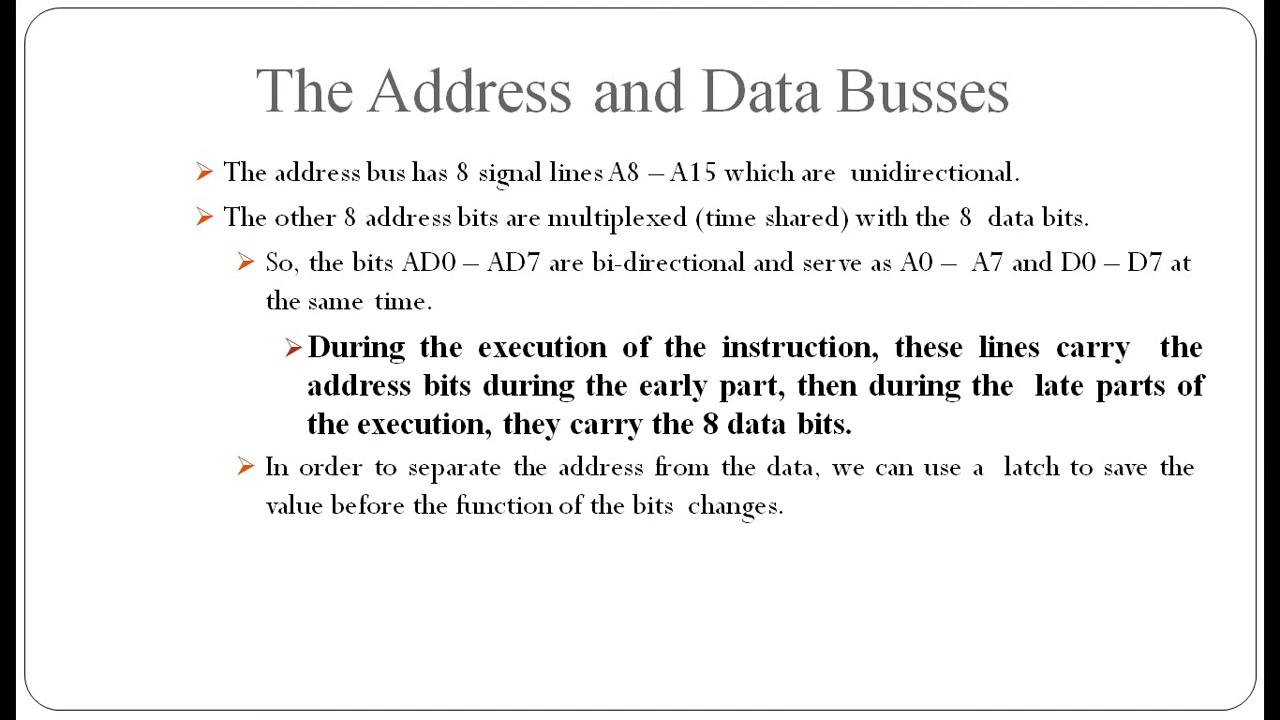 The Address and Data Busses
The address bus has 8 signal lines A8 – A15 which are unidirectional.
The other 8 address bits are multiplexed (time shared) with the 8 data bits.
So, the bits AD0 – AD7 are bi-directional and serve as A0 – A7 and D0 – D7 at
the same time.
During the execution of the instruction, these lines carry the
address bits during the early part, then during the late parts of
the execution, they carry the 8 data bits.
In order to separate the address from the data, we can use a latch to save the
value before the function of the bits changes.